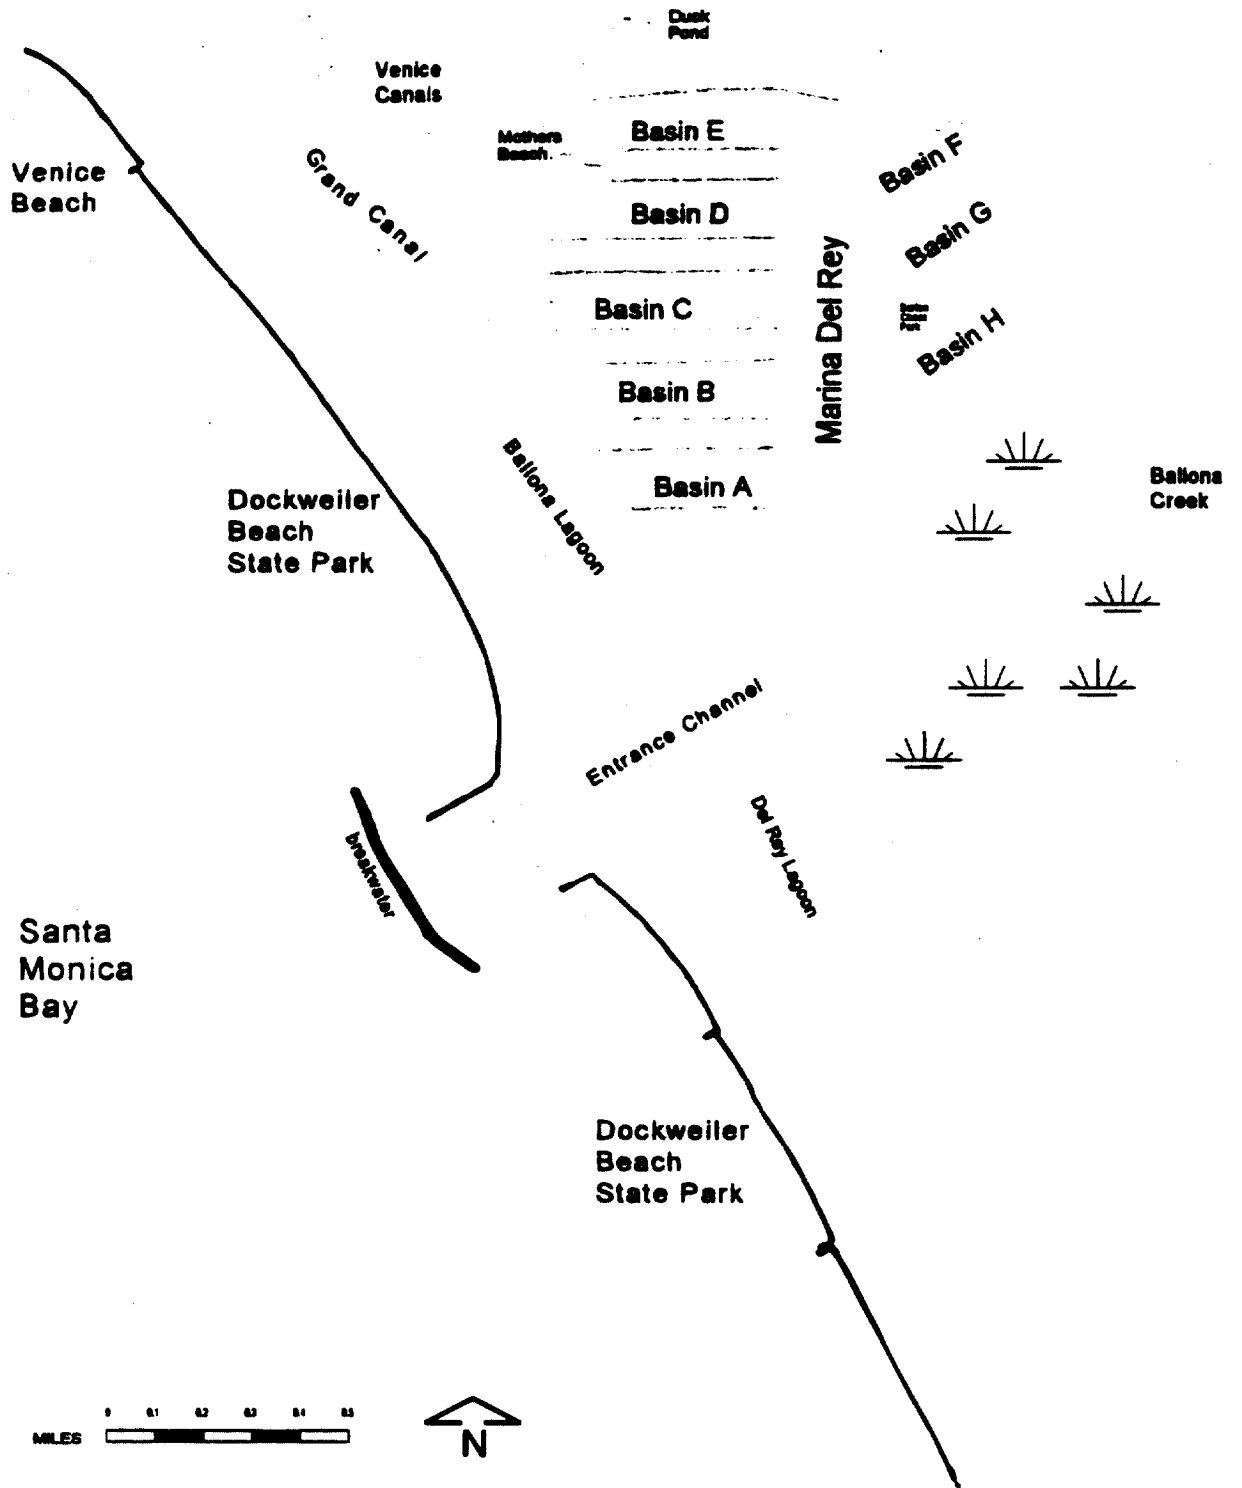 Duck
Pond
Venice
Canals
Mothers
Beach
Basin E
Basin F
Venice
Beach
Grand Canal
Basin D
Basin G
Marina Del Rey
Basin C
Park
Basin H
Basin B
Ballona Lagoon
Basin A
Ballona
Creek
Dockweiler
Beach
State Park
Entrance Channel
Del Rey Lagoon
breakwater
Santa
Monica
Bay
Dockweiler
Beach
State Park
0 0.1 0.2 0.3 0.4 0.5
MILES
N